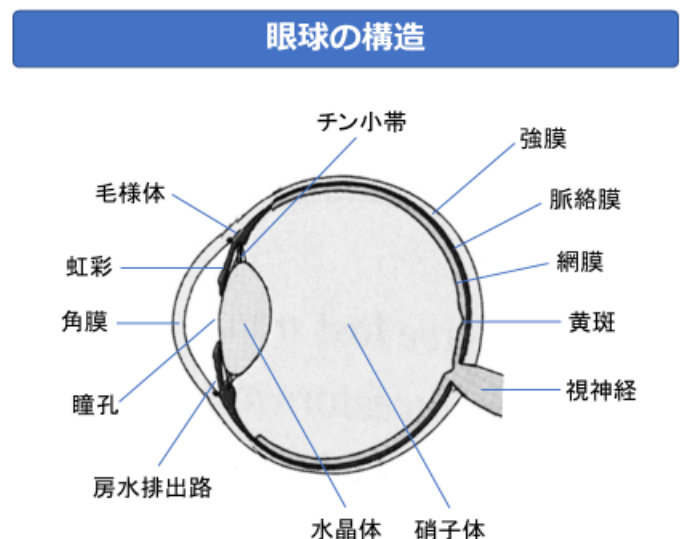 眼球の構造
チン小帯
強膜
毛様体
脈絡膜
虹彩
網膜
角膜
黄斑
瞳孔
視神経
房水排出路
水晶体
硝子体